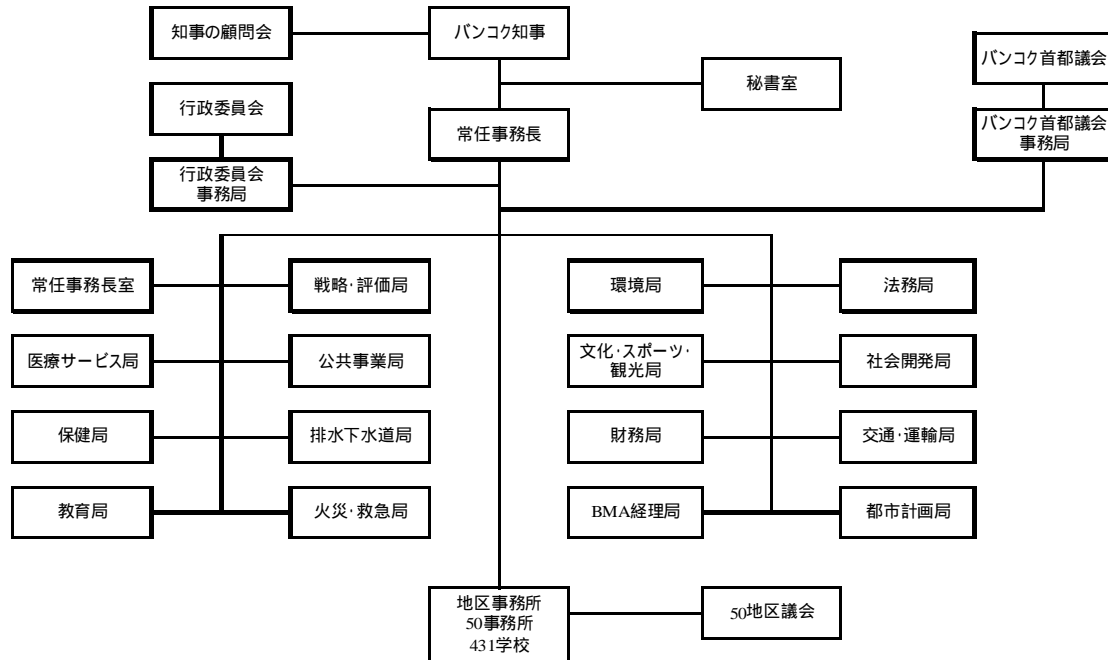 知事の顧問会
バンコク知事
バンコク首都議会
秘書室
行政委員会
常任事務長
バンコク首都議会
事務局
行政委員会
事務局
常任事務長室
戦略・評価局
環境局
法務局
医療サービス局
公共事業局
文化・スポーツ・
観光局
社会開発局
保健局
排水下水道局
財務局
交通・運輸局
教育局
火災・救急局
BMA経理局
都市計画局
地区事務所
50事務所
431学校
50地区議会